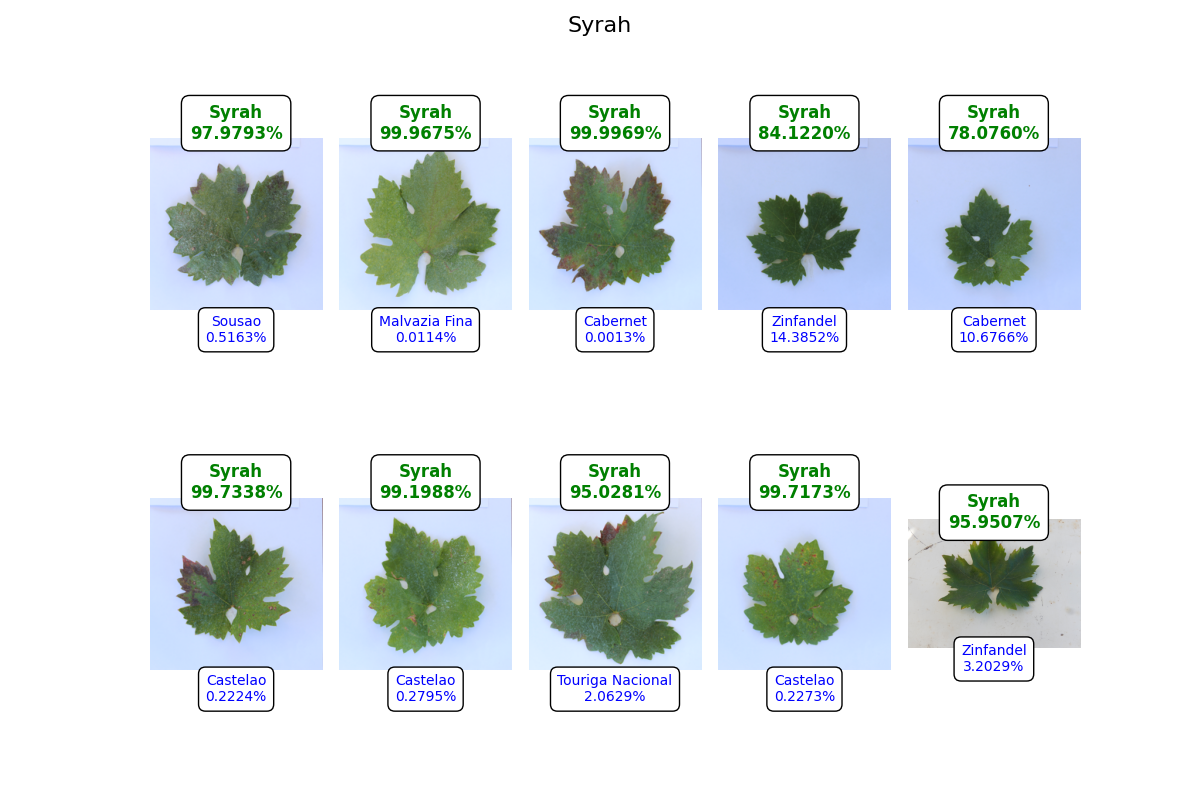 Syrah
Syrah
97.9793%
Syrah
99.9675%
Syrah
99.9969%
Syrah
84.1220%
Syrah
78.0760%
Sousao
0.5163%
Malvazia Fina
0.0114%
Cabernet
0.0013%
Zinfandel
14.3852%
Cabernet
10.6766%
Syrah
99.7338%
Syrah
99.1988%
Syrah
95.0281%
Syrah
99.7173%
Syrah
95.9507%
Castelao
0.2224%
Castelao
0.2795%
Touriga Nacional
2.0629%
Castelao
0.2273%
Zinfandel
3.2029%